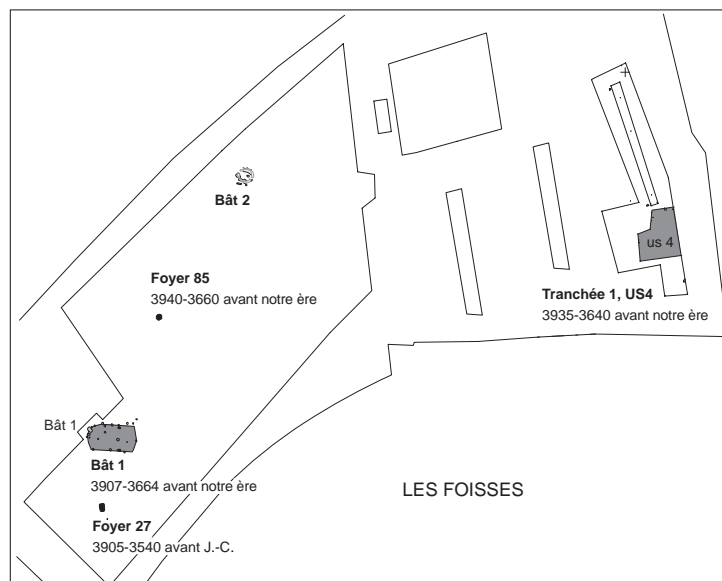 Bât 2
us 4
Foyer 85
3940-3660 avant notre ère
Tranchée 1, US4
3935-3640 avant notre ère
Bât 1
Bât 1
3907-3664 avant notre ère
LES FOISSES
Foyer 27
3905-3540 avant J.-C.